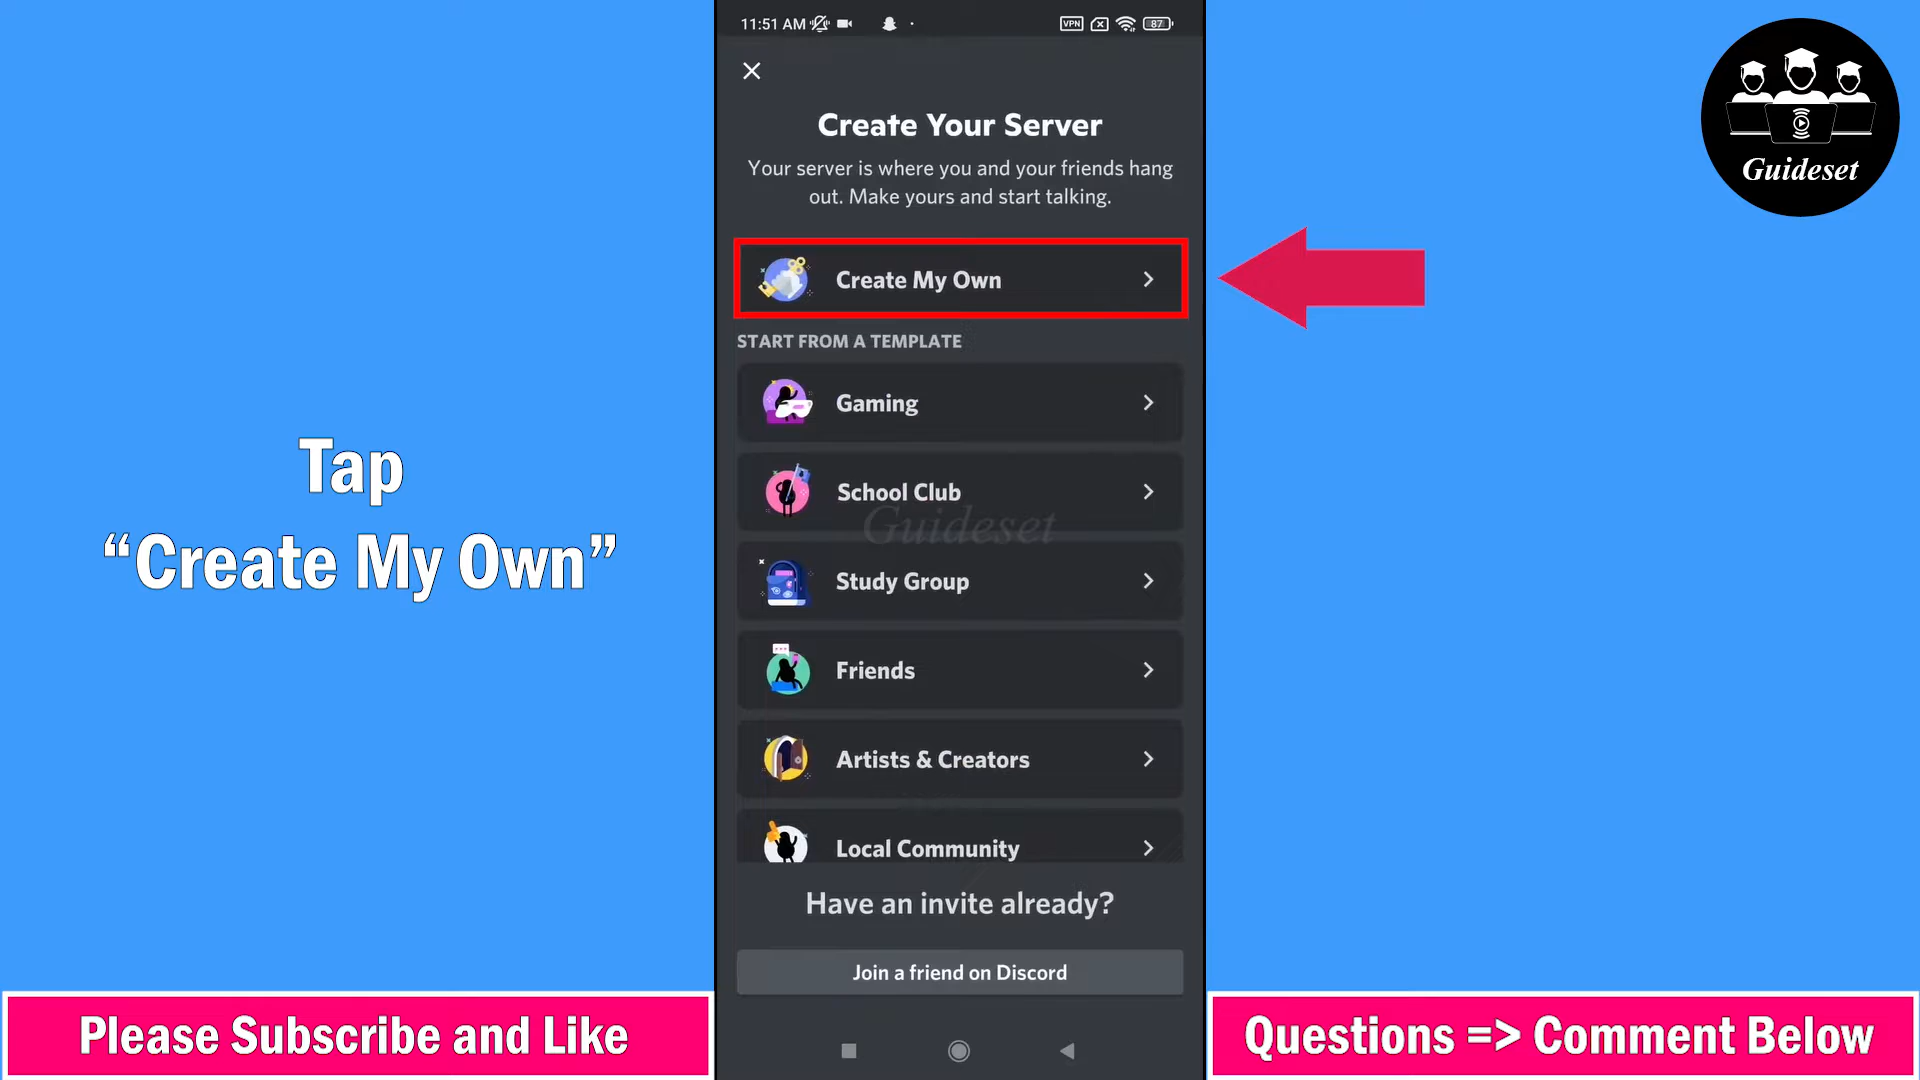 11:51 AM
VPN
87
Create Your Server
Your server is where you and your friends hang
out. Make yours and start talking.
Create My Own
START FROM A TEMPLATE
Gaming
School Club
Guideset
Study Group
Friends
Artists & Creators
Local Community
Have an invite already?
Join a friend on Discord
Tap
“Create My Own”
Guideset
Please Subscribe and Like
Questions => Comment Below